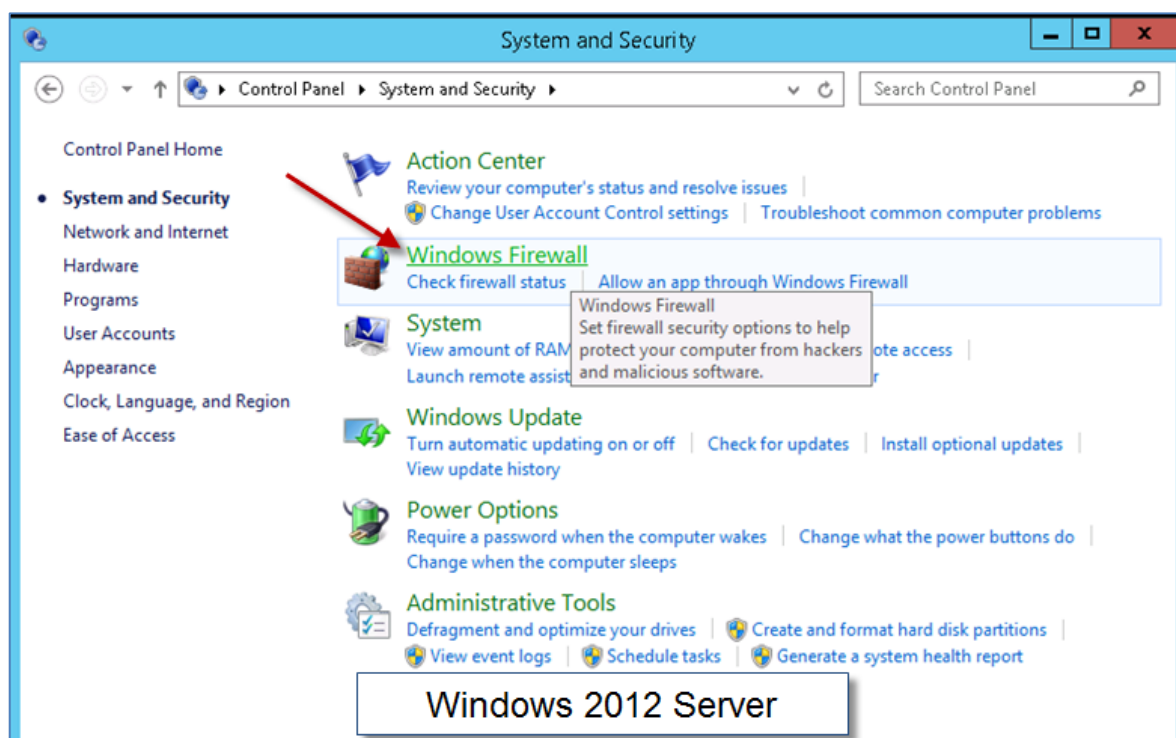 System and Security
Control Panel System and Security
Search Control Panel
Control Panel Home
System and Security
Network and Internet
Hardware
Programs
User Accounts
Appearance
Clock, Language, and Region
Ease of Access
Action Center
Review your computer's status and resolve issues
Change User Account Control settings Troubleshoot common computer problems
Windows Firewall
Check firewall status Allow an app through Windows Firewall
Windows Firewall
Set firewall security options to help
protect your computer from hackers
and malicious software.
System
View amount of RAM ote access
Launch remote assist r
Windows Update
Turn automatic updating on or off Check for updates Install optional updates
View update history
Power Options
Require a password when the computer wakes Change what the power buttons do
Change when the computer sleeps
Administrative Tools
Defragment and optimize your drives Create and format hard disk partitions
View event logs Schedule tasks Generate a system health report
Windows 2012 Server